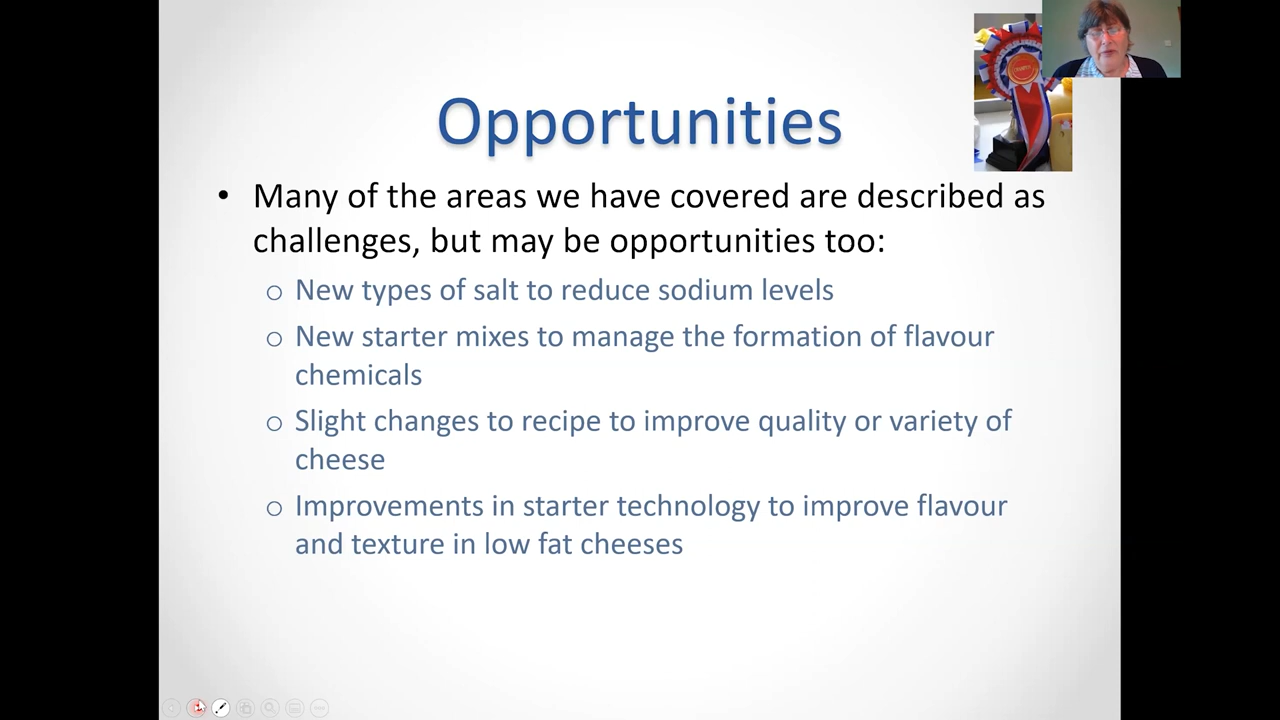 Opportunities
• Many of the areas we have covered are described as
challenges, but may be opportunities too:
o New types of salt to reduce sodium levels
o New starter mixes to manage the formation of flavour
chemicals
o Slight changes to recipe to improve quality or variety of
cheese
o Improvements in starter technology to improve flavour
and texture in low fat cheeses